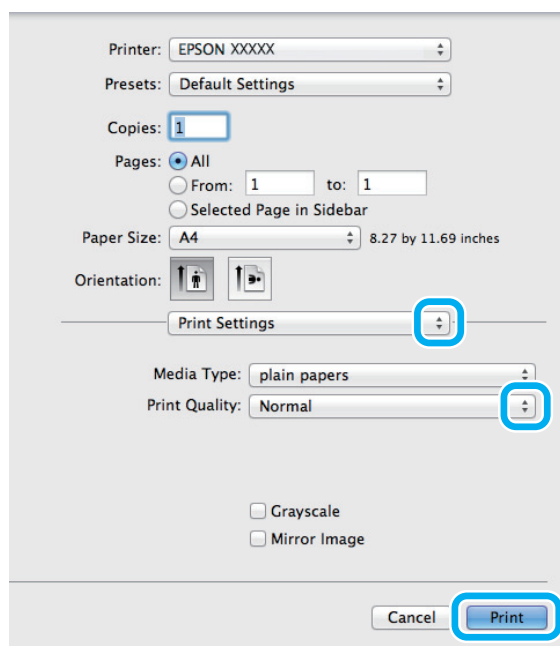 Printer: EPSON XXXXX
Presets: Default Settings
Copies: 1
Pages: All
From: 1 to: 1
Selected Page in Sidebar
Paper Size: A4 8.27 by 11.69 inches
Orientation:
Print Settings
Media Type: plain papers
Print Quality: Normal
Grayscale
Mirror Image
Cancel Print